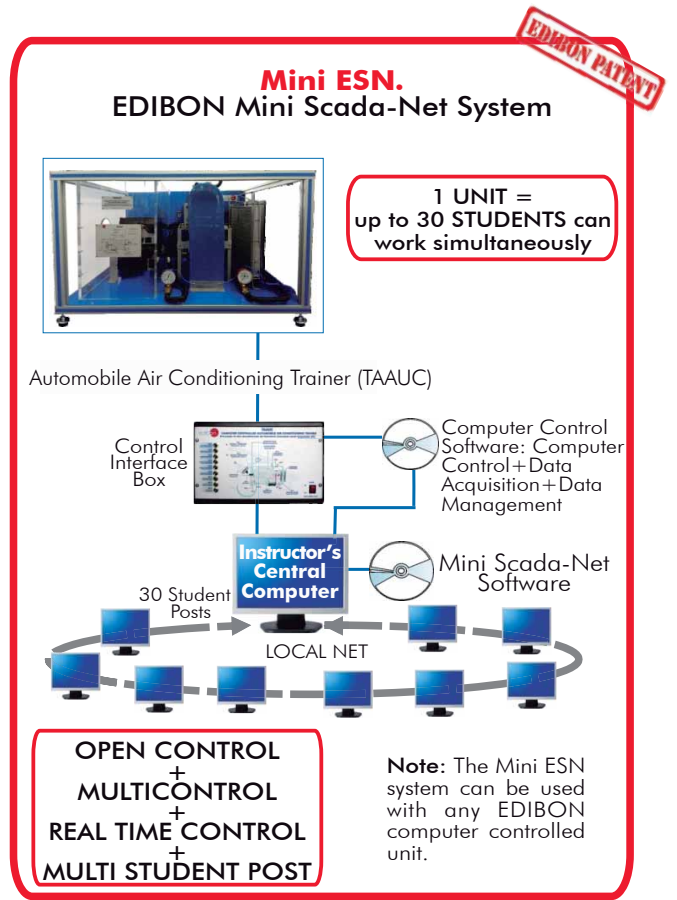 EDIBON PATENT
Mini ESN.
EDIBON Mini Scada-Net System
1 UNIT =
up to 30 STUDENTS can
work simultaneously
Automobile Air Conditioning Trainer (TAAUC)
Control
Interface
Box
Computer Control
Software: Computer
Control+Data
Acquisition+Data
Management
Instructor’s
Central
Computer
Mini Scada-Net
Software
30 Student
Posts
LOCAL NET
OPEN CONTROL
+
MULTICONTROL
+
REAL TIME CONTROL
+
MULTI STUDENT POST
Note: The Mini ESN
system can be used
with any EDIBON
computer controlled
unit.